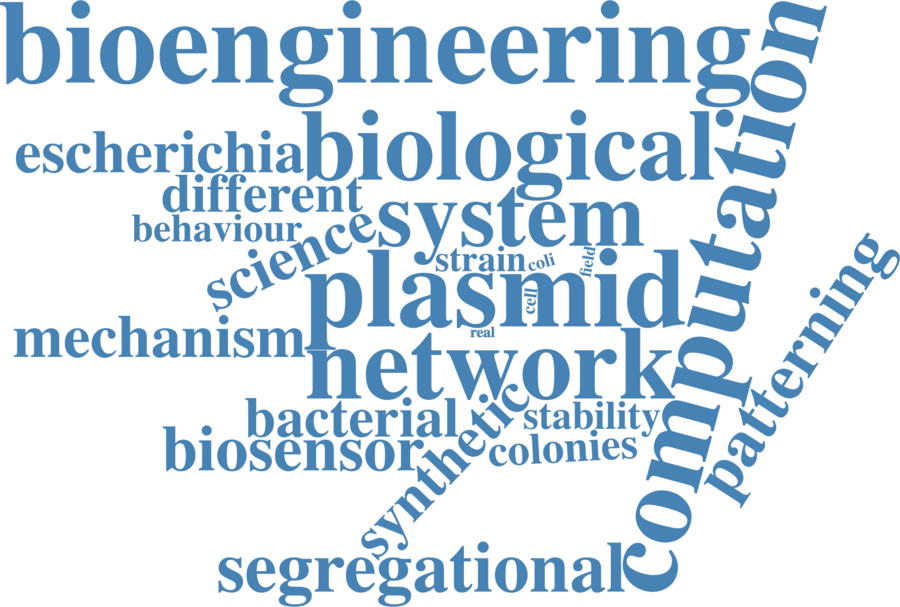 bioengineering
computation
biological
escherichia
different
system
behaviour
science
strain
coli
field
plasmid
cell
real
mechanism
network
patterning
bacterial
stability
synthetic
biosensor
colonies
segregational